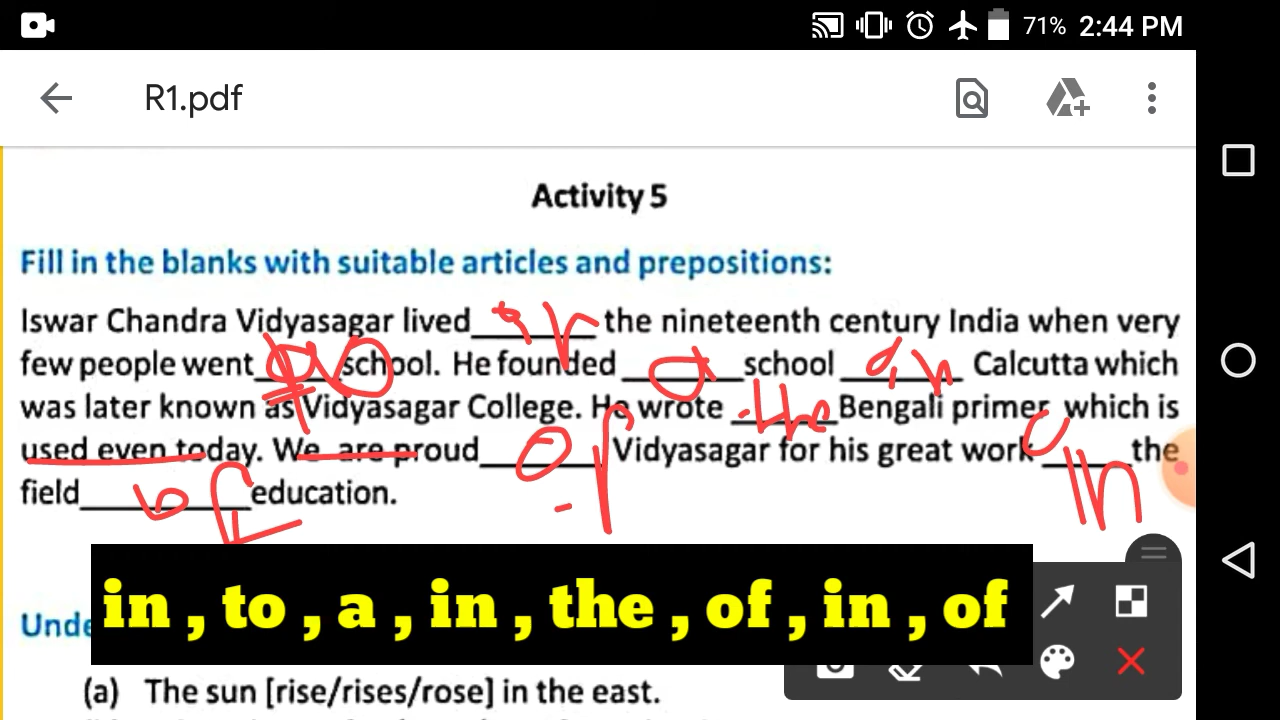 71% 2:44 PM
R1.pdf
Activity 5
Fill in the blanks with suitable articles and prepositions:
Iswar Chandra Vidyasagar lived in the nineteenth century India when very
few people went to school. He founded a school in Calcutta which
was later known as Vidyasagar College. He wrote the Bengali primer which is
used even today. We are proud of Vidyasagar for his great work in the
field of education.
in , to , a , in , the , of , in , of
Unde
(a) The sun [rise/rises/rose] in the east.